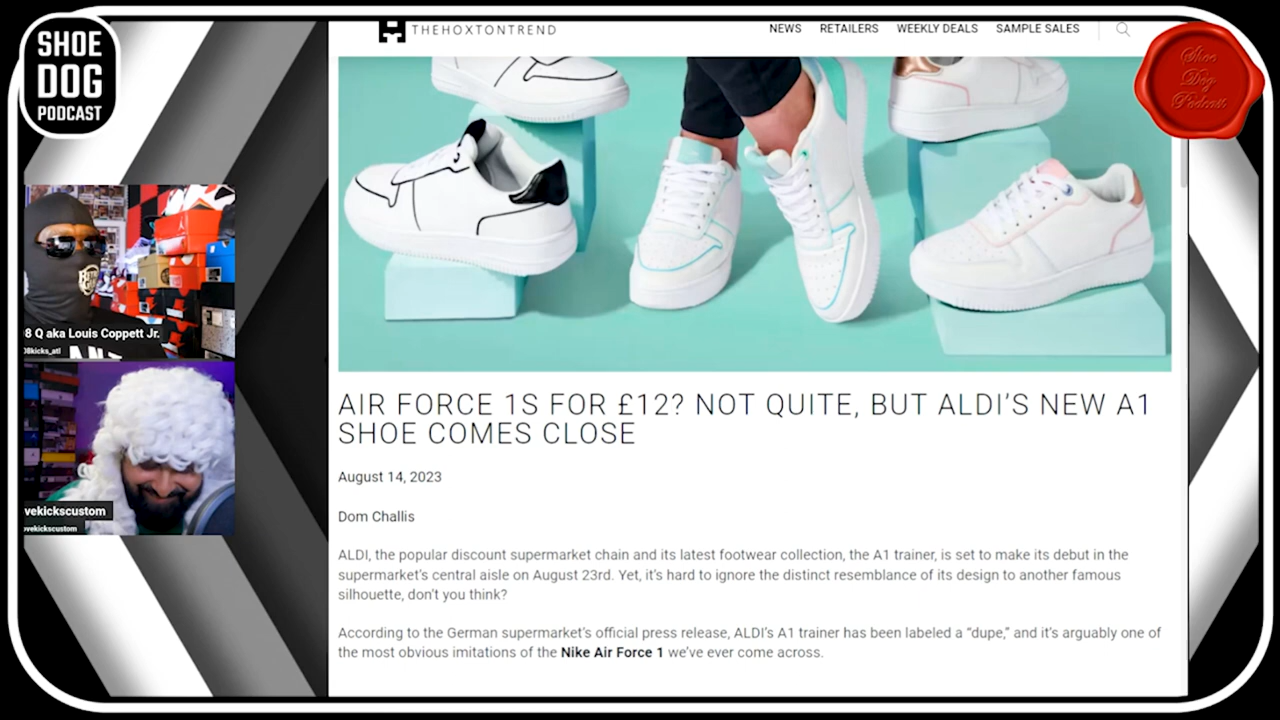 SHOE
DOG
PODCAST
THEHOXTONTREND
NEWS RETAILERS WEEKLY DEALS SAMPLE SALES
Shoe
Dog
Podcast
8 Q aka Louis Coppett Jr.
08kicks_atl
vekickscustom
ovekickscustom
AIR FORCE 1S FOR £12? NOT QUITE, BUT ALDI'S NEW A1
SHOE COMES CLOSE
August 14, 2023
Dom Challis
ALDI, the popular discount supermarket chain and its latest footwear collection, the A1 trainer, is set to make its debut in the
supermarket's central aisle on August 23rd. Yet, it's hard to ignore the distinct resemblance of its design to another famous
silhouette, don't you think?
According to the German supermarket's official press release, ALDI's A1 trainer has been labeled a “dupe,” and it's arguably one of
the most obvious imitations of the Nike Air Force 1 we've ever come across.